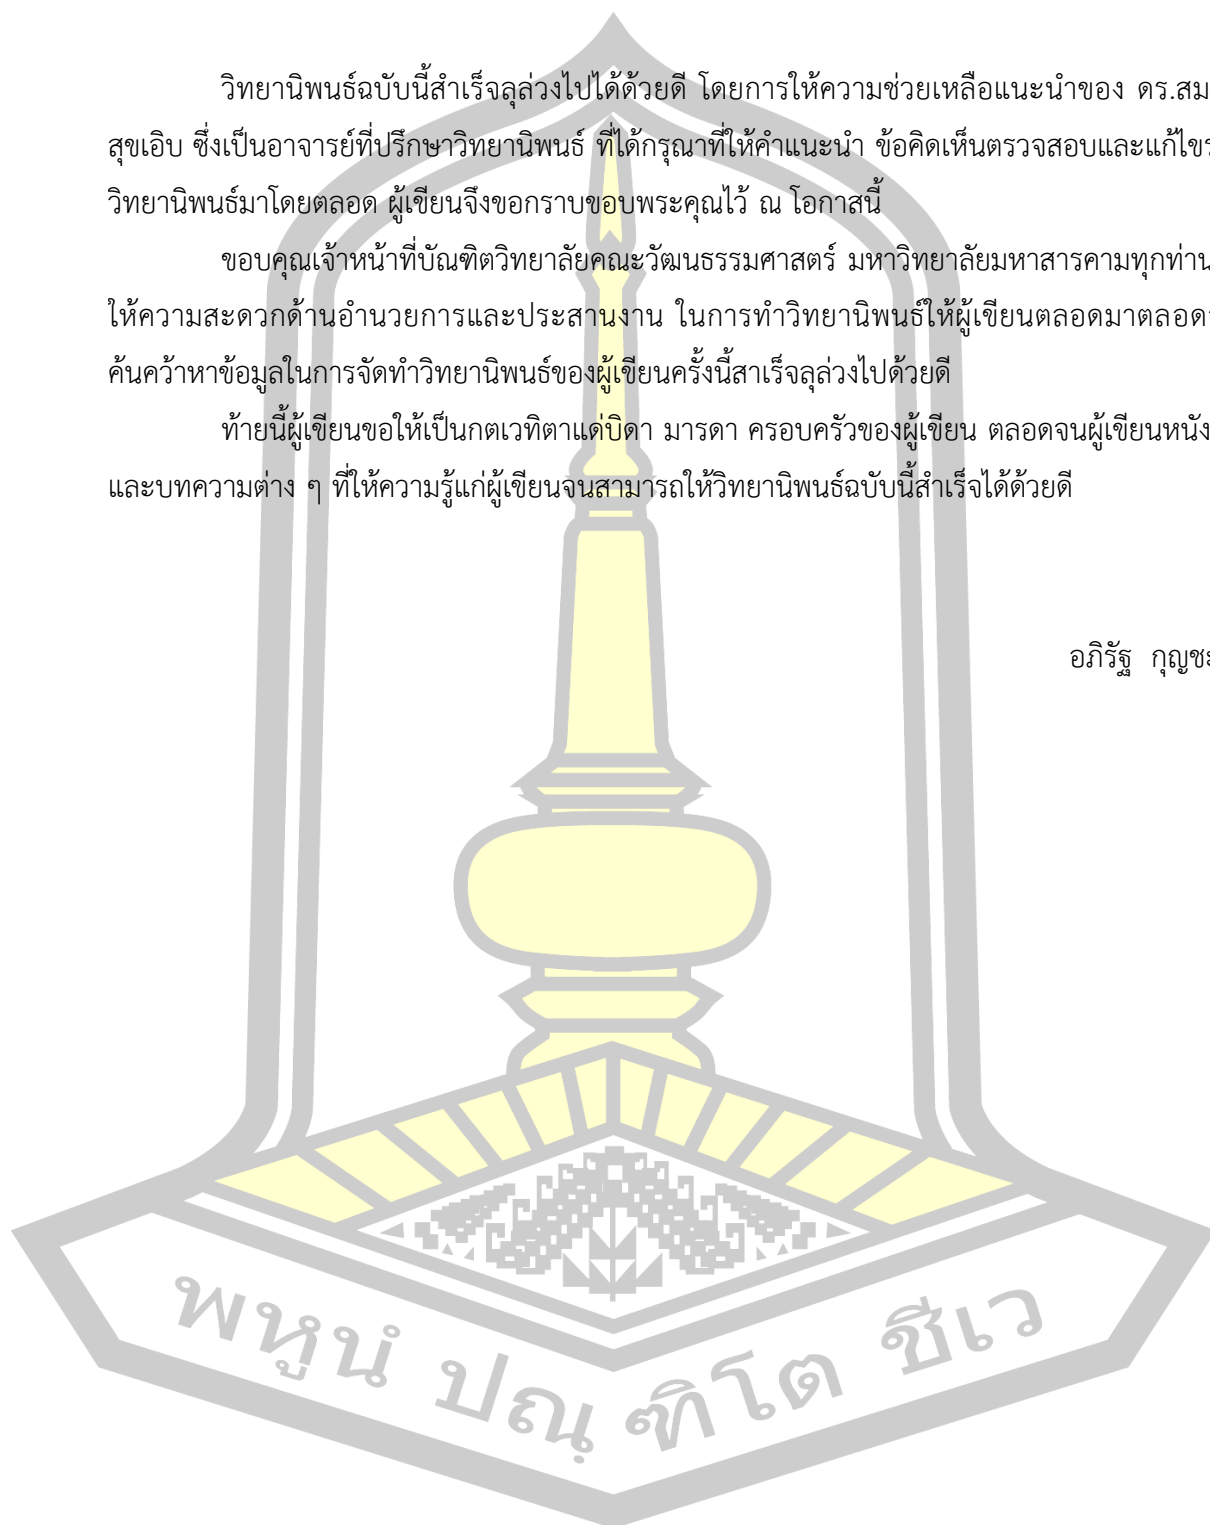 วิทยานิพนธ์ฉบับนี้สำเร็จลุล่วงไปได้ด้วยดี โดยการให้ความช่วยเหลือแนะนำของ ดร.สม
สุขเอิบ ซึ่งเป็นอาจารย์ที่ปรึกษาวิทยานิพนธ์ ที่ได้กรุณาที่ให้คำแนะนำ ข้อคิดเห็นตรวจสอบและแก้ไข
วิทยานิพนธ์มาโดยตลอด ผู้เขียนจึงขอกราบขอบพระคุณไว้ ณ โอกาสนี้
ขอบคุณเจ้าหน้าที่บัณฑิตวิทยาลัยคณะวัฒนธรรมศาสตร์ มหาวิทยาลัยมหาสารคามทุกท่าน
ให้ความสะดวกด้านอำนวยการและประสานงาน ในการทำวิทยานิพนธ์ให้ผู้เขียนตลอดมาตลอด
ค้นคว้าหาข้อมูลในการจัดทำวิทยานิพนธ์ของผู้เขียนครั้งนี้สาเร็จลุล่วงไปด้วยดี
ท้ายนี้ผู้เขียนขอให้เป็นกตเวทิตาแด่บิดา มารดา ครอบครัวของผู้เขียน ตลอดจนผู้เขียนหนัง
และบทความต่าง ๆ ที่ให้ความรู้แก่ผู้เขียนจนสามารถให้วิทยานิพนธ์ฉบับนี้สำเร็จได้ด้วยดี
อภิรัฐ กุญชะ
พหูนํ ปณฺฑิโต ชีเว